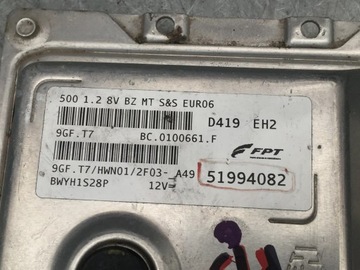 500 1.2 8V BZ MT S&S EURO6
D419 EH2
9GF.T7 BC.0100661.F
FPT
9GF.T7/HWN01/2F03-_A49
51994082
BWYH1S28P 12V